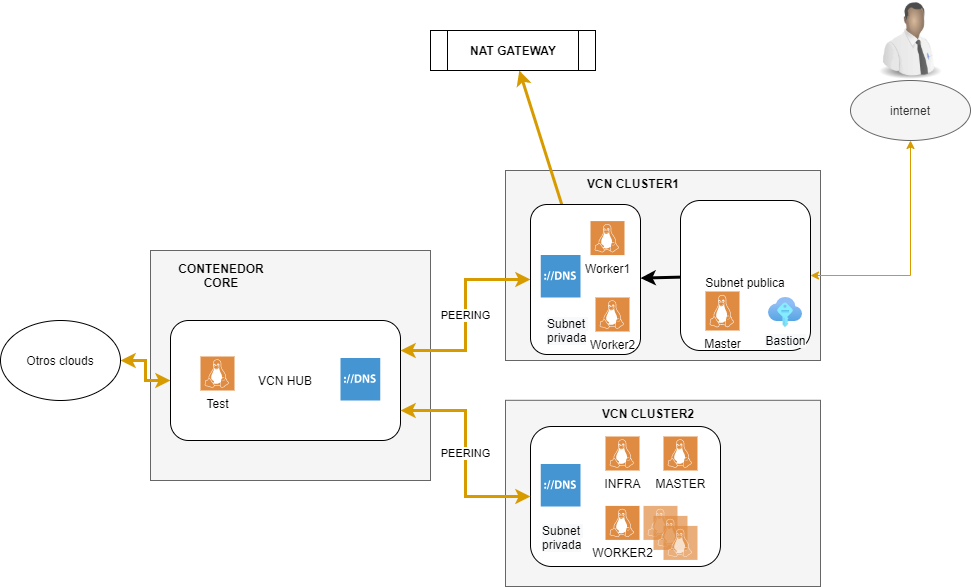 NAT GATEWAY
internet
VCN CLUSTER1
://DNS
Worker1
Subnet
privada
Worker2
Subnet publica
Master
Bastion
CONTENEDOR
CORE
PEERING
Otros clouds
Test
VCN HUB
://DNS
PEERING
VCN CLUSTER2
://DNS
INFRA
MASTER
Subnet
privada
WORKER2